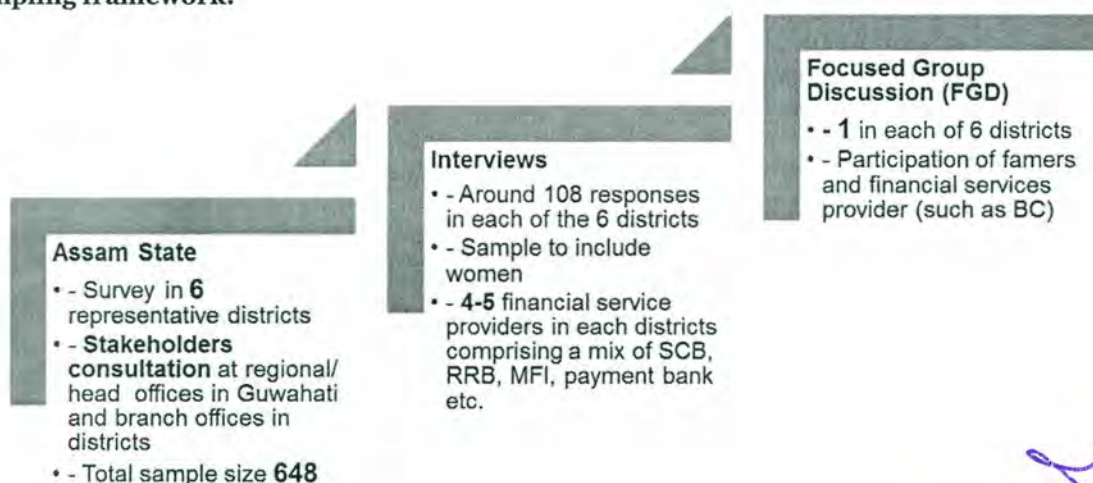 Assam State
• - Survey in 6
representative districts
• - Stakeholders
consultation at regional/
head offices in Guwahati
and branch offices in
districts
• - Total sample size 648
Interviews
• - Around 108 responses
in each of the 6 districts
• - Sample to include
women
• - 4-5 financial service
providers in each districts
comprising a mix of SCB,
RRB, MFI, payment bank
etc.
Focused Group
Discussion (FGD)
• - 1 in each of 6 districts
• - Participation of famers
and financial services
provider (such as BC)